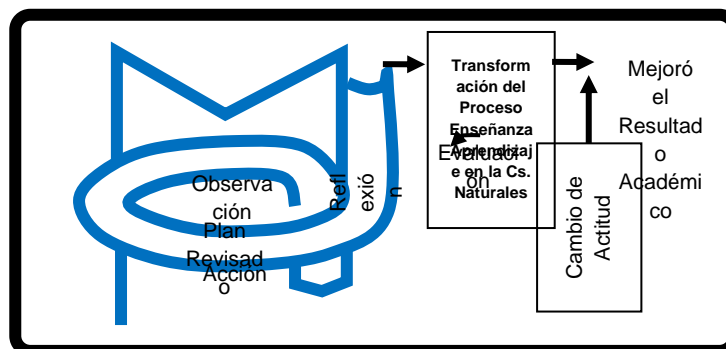 Observa
ción
Plan
Revisad
o
Acción
Refl
exió
n
Transform
ación del
Proceso
Enseñanza
Aprendizaj
e en la Cs.
Naturales
Evaluaci
ón
Cambio de
Actitud
Mejoró
el
Resultad
o
Académi
co